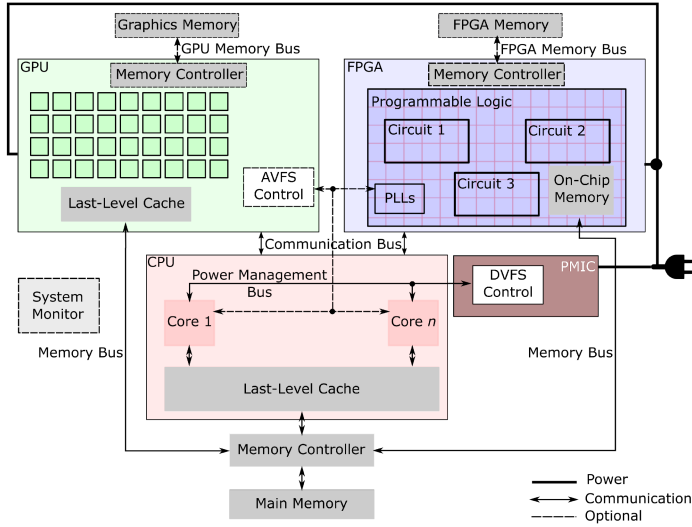 Graphics Memory
FPGA Memory
GPU Memory Bus
FPGA Memory Bus
GPU
Memory Controller
FPGA
Memory Controller
Programmable Logic
Circuit 1
Circuit 2
AVFS
Control
Circuit 3
On-Chip
Memory
PLLs
Last-Level Cache
Communication Bus
CPU
PMIC
Power Management
Bus
DVFS
Control
System
Monitor
Core 1
Core n
Memory Bus
Memory Bus
Last-Level Cache
Memory Controller
Main Memory
Power
Communication
Optional